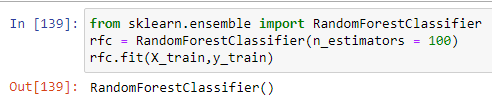 In [139]: from sklearn.ensemble import RandomForestClassifier
rfc = RandomForestClassifier(n_estimators = 100)
rfc.fit(X_train,y_train)
Out[139]: RandomForestClassifier()